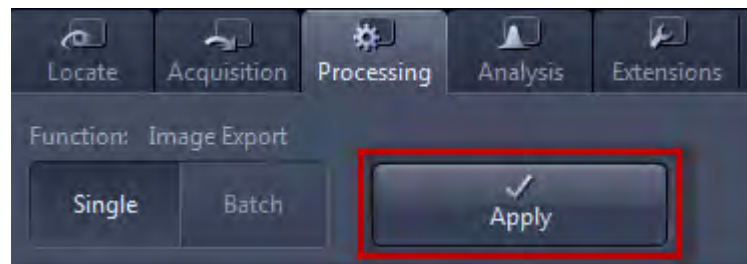 Locate Acquisition Processing Analysis Extensions
Function: Image Export
Single Batch Apply